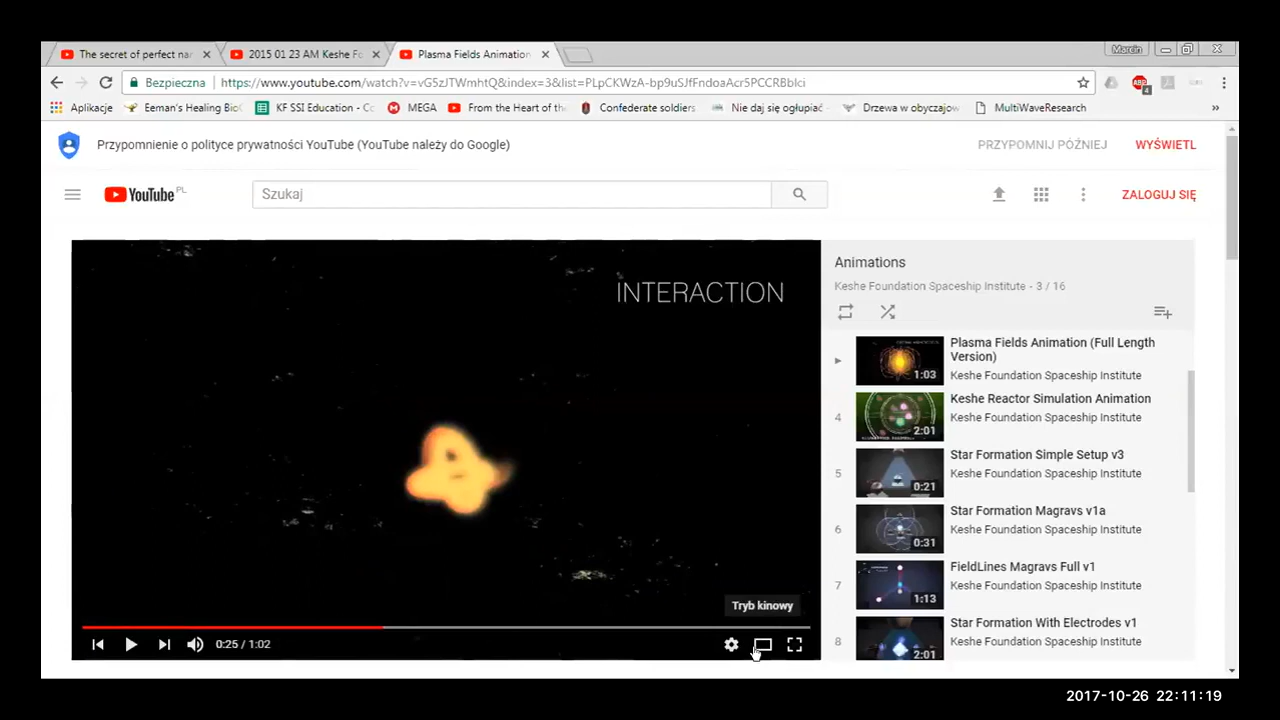 The secret of perfect nar
2015 01 23 AM Keshe Fo
Plasma Fields Animation
Marcin
Bezpieczna
https://www.youtube.com/watch?v=vG5zJTWmhtQ&index=3&list=PLpCKWzA-bp9uSJfFndoaAcr5PCCRBblci
Aplikacje
Eeman's Healing Bio
KF SSI Education - Co
MEGA
From the Heart of the
Confederate soldiers
Nie daj się ogłupiać -
Drzewa w obyczajow
MultiWaveResearch
»
Przypomnienie o polityce prywatności YouTube (YouTube należy do Google)
PRZYPOMNIJ PÓŹNIEJ
WYŚWIETL
YouTube PL
Szukaj
ZALOGUJ SIĘ
INTERACTION
Tryb kinowy
0:25 / 1:02
Animations
Keshe Foundation Spaceship Institute - 3 / 16
Plasma Fields Animation (Full Length
Version)
Keshe Foundation Spaceship Institute
1:03
4
Keshe Reactor Simulation Animation
Keshe Foundation Spaceship Institute
2:01
5
Star Formation Simple Setup v3
Keshe Foundation Spaceship Institute
0:21
6
Star Formation Magravs v1a
Keshe Foundation Spaceship Institute
0:31
7
FieldLines Magravs Full v1
Keshe Foundation Spaceship Institute
1:13
8
Star Formation With Electrodes v1
Keshe Foundation Spaceship Institute
2:01
2017-10-26 22:11:19